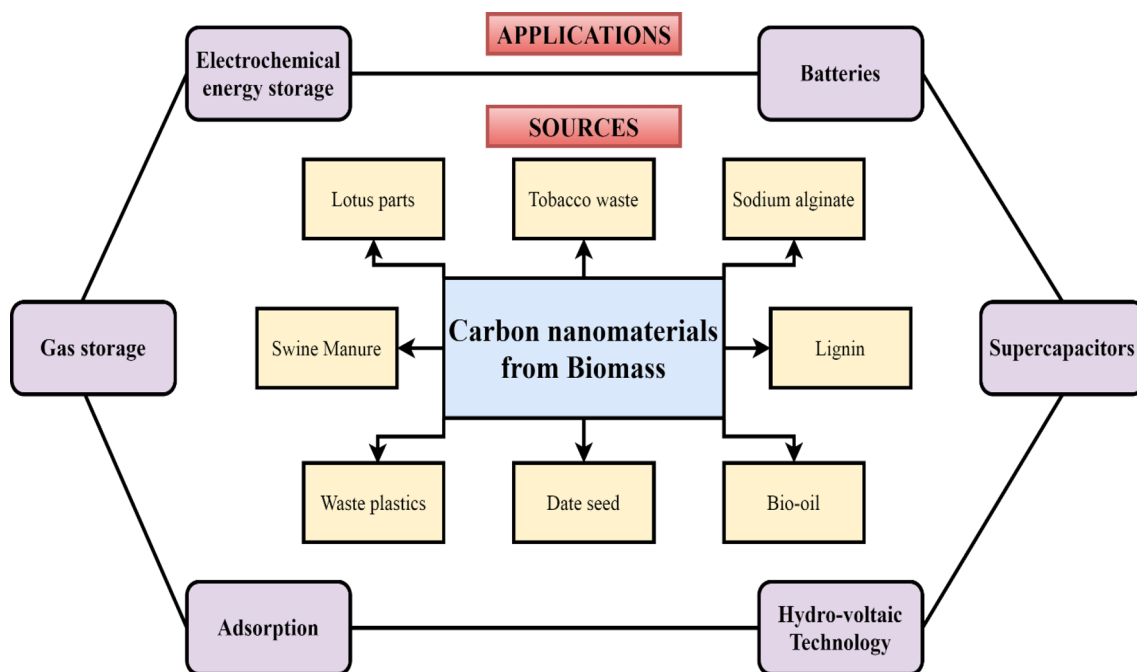 APPLICATIONS
Electrochemical
energy storage
Batteries
SOURCES
Lotus parts
Tobacco waste
Sodium alginate
Gas storage
Swine Manure
Carbon nanomaterials
from Biomass
Lignin
Supercapacitors
Waste plastics
Date seed
Bio-oil
Adsorption
Hydro-voltaic
Technology